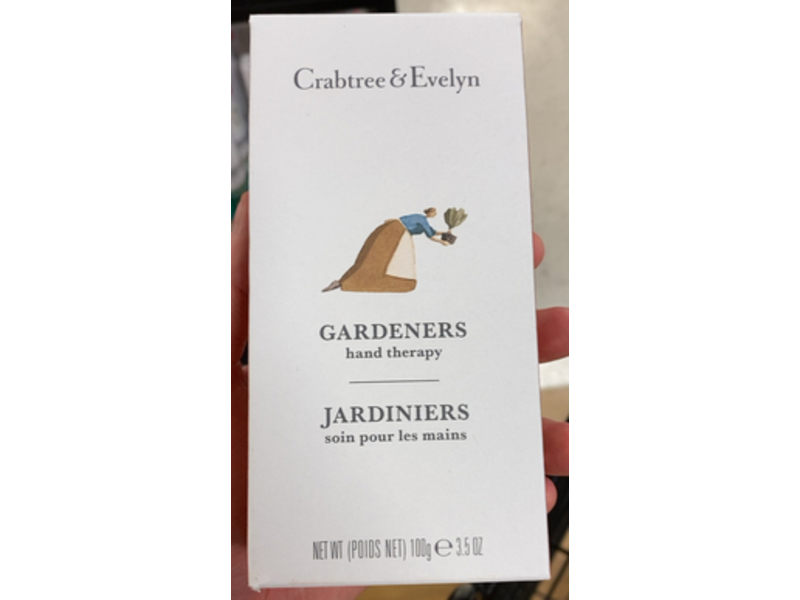 Crabtree & Evelyn
GARDENERS
hand therapy
JARDINIERS
soin pour les mains
NET WT (POIDS NET) 100g ℮ 3.5 OZ